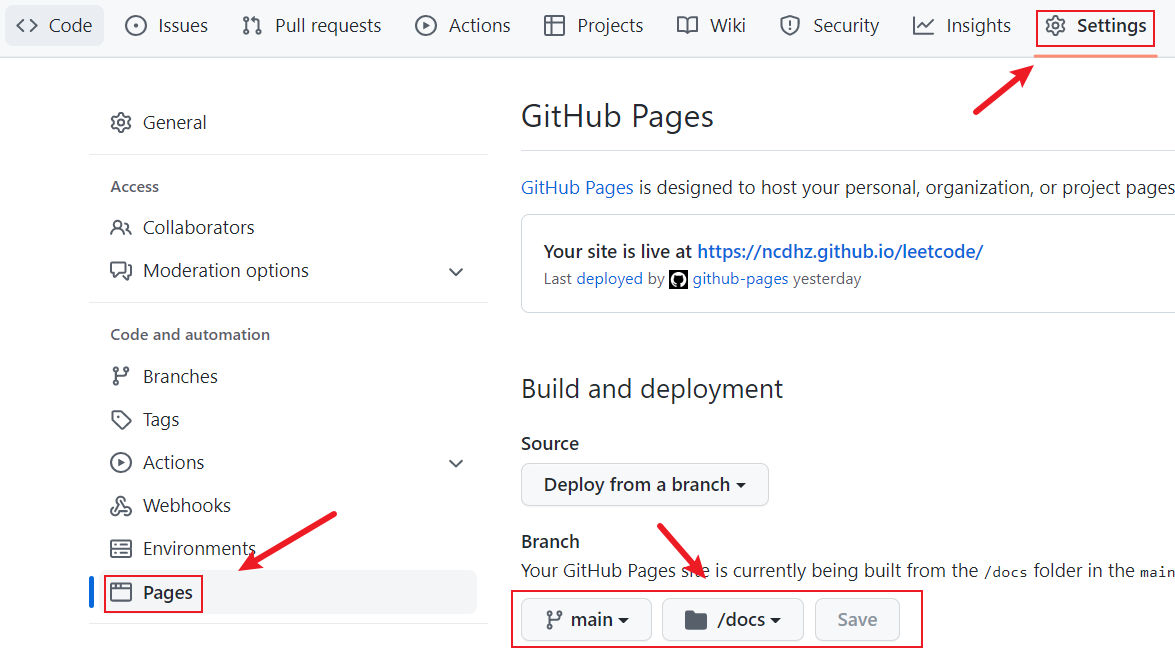 Code Issues Pull requests Actions Projects Wiki Security Insights Settings
General
Access
Collaborators
Moderation options
Code and automation
Branches
Tags
Actions
Webhooks
Environments
Pages
GitHub Pages
GitHub Pages is designed to host your personal, organization, or project pages
Your site is live at https://ncdhz.github.io/leetcode/
Last deployed by github-pages yesterday
Build and deployment
Source
Deploy from a branch
Branch
Your GitHub Pages site is currently being built from the /docs folder in the main
main /docs Save